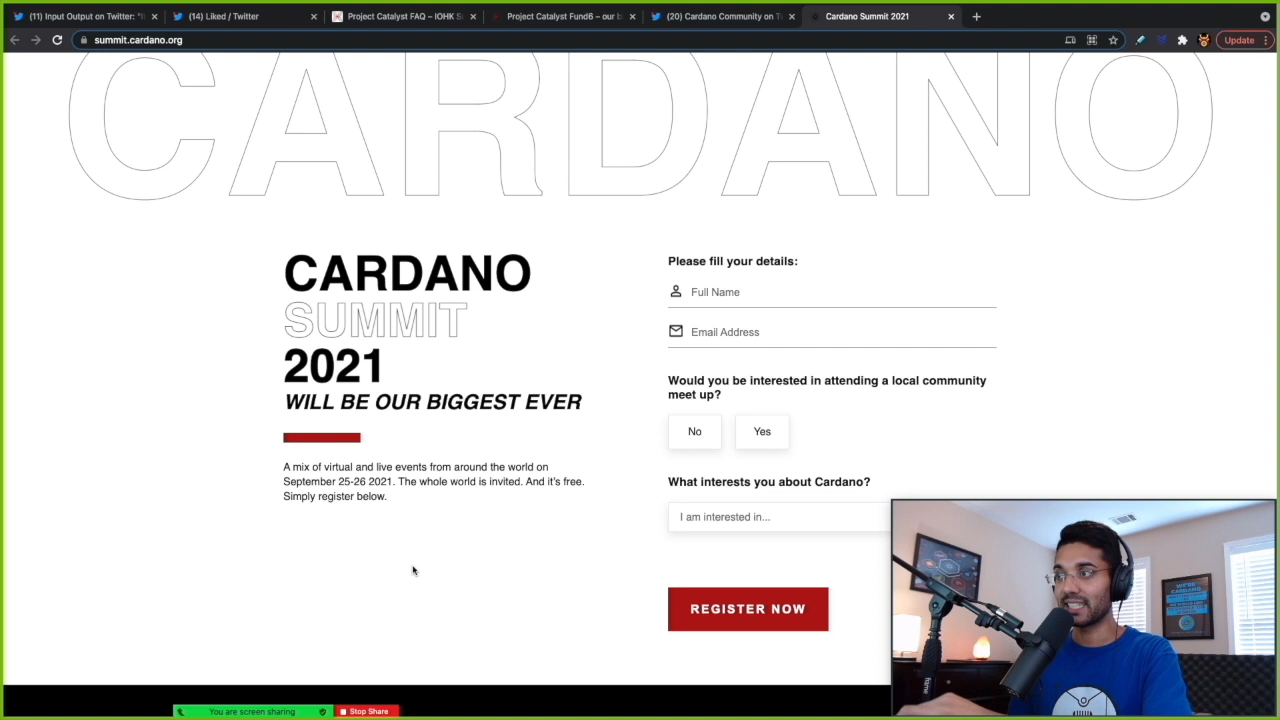 (11) Input Output on Twitter: "I
(14) Liked / Twitter
Project Catalyst FAQ – IOHK S
Project Catalyst Fund6 – our b
(20) Cardano Community on T
Cardano Summit 2021
summit.cardano.org
Update
CARDANO
CARDANO
SUMMIT
2021
WILL BE OUR BIGGEST EVER
A mix of virtual and live events from around the world on
September 25-26 2021. The whole world is invited. And it's free.
Simply register below.
Please fill your details:
Full Name
Email Address
Would you be interested in attending a local community
meet up?
No
Yes
What interests you about Cardano?
I am interested in...
REGISTER NOW
WE'RE
CARDANO
You are screen sharing
Stop Share